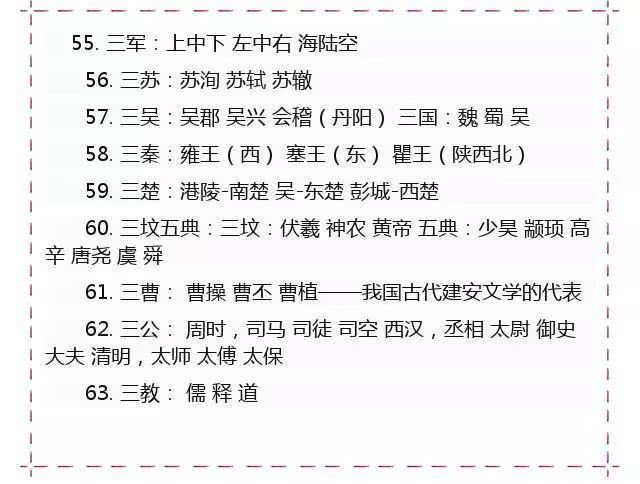 55. 三军：上中下 左中右 海陆空
56. 三苏：苏洵 苏轼 苏辙
57. 三吴：吴郡 吴兴 会稽（丹阳） 三国：魏 蜀 吴
58. 三秦：雍王（西） 塞王（东） 瞿王（陕西北）
59. 三楚：港陵-南楚 吴-东楚 彭城-西楚
60. 三坟五典：三坟：伏羲 神农 黄帝 五典：少昊 颛顼 高
辛 唐尧 虞 舜
61. 三曹： 曹操 曹丕 曹植——我国古代建安文学的代表
62. 三公： 周时，司马 司徒 司空 西汉，丞相 太尉 御史
大夫 清明，太师 太傅 太保
63. 三教： 儒 释 道